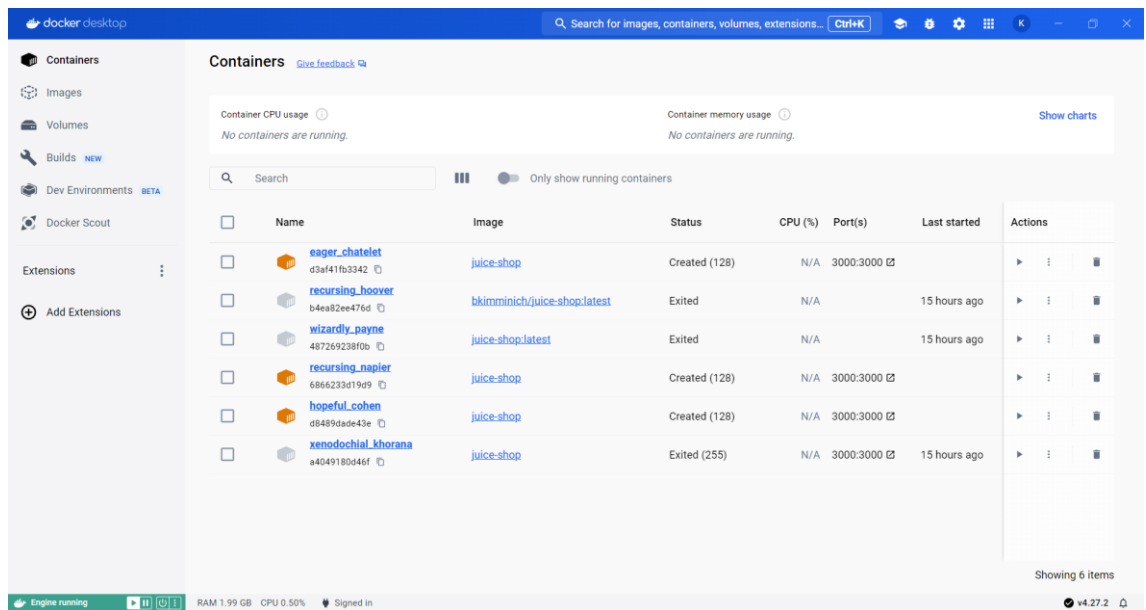 docker desktop
Search for images, containers, volumes, extensions... Ctrl+K
K
Containers
Images
Volumes
Builds NEW
Dev Environments BETA
Docker Scout
Extensions
Add Extensions
Containers Give feedback
Container CPU usage
No containers are running.
Container memory usage
No containers are running.
Show charts
Search
Only show running containers
Name Image Status CPU (%) Port(s) Last started Actions
eager_chatelet
d3af41fb3342
juice-shop Created (128) N/A 3000:3000
recursing_hoover
b4ea82ee476d
bkimminich/juice-shop:latest Exited N/A 15 hours ago
wizardly_payne
487269238f0b
juice-shop:latest Exited N/A 15 hours ago
recursing_napier
6866233d19d9
juice-shop Created (128) N/A 3000:3000
hopeful_cohen
d8489dade43e
juice-shop Created (128) N/A 3000:3000
xenodochial_khorana
a4049180d46f
juice-shop Exited (255) N/A 3000:3000 15 hours ago
Showing 6 items
Engine running
RAM 1.99 GB CPU 0.50% Signed in
v4.27.2